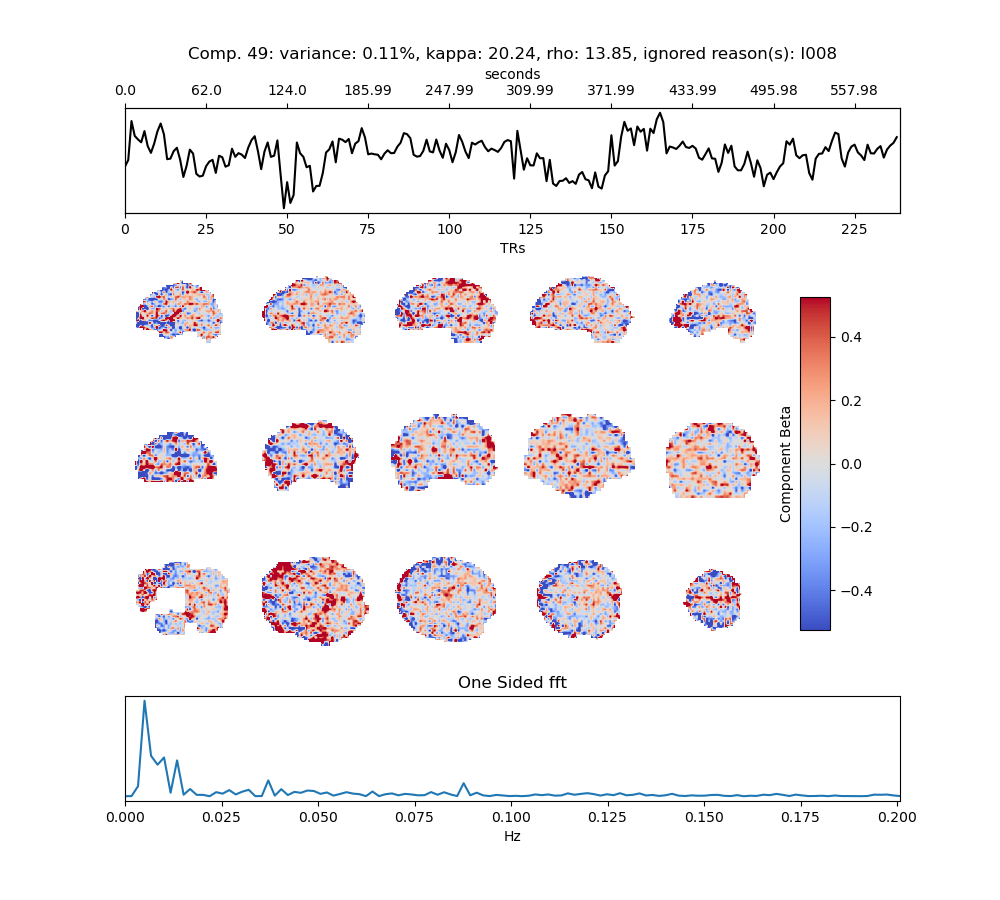 Comp. 49: variance: 0.11%, kappa: 20.24, rho: 13.85, ignored reason(s): I008
seconds
0.0 62.0 124.0 185.99 247.99 309.99 371.99 433.99 495.98 557.98
0 25 50 75 100 125 150 175 200 225
TRs
0.4
0.2
0.0
−0.2
−0.4
Component Beta
One Sided fft
0.000 0.025 0.050 0.075 0.100 0.125 0.150 0.175 0.200
Hz